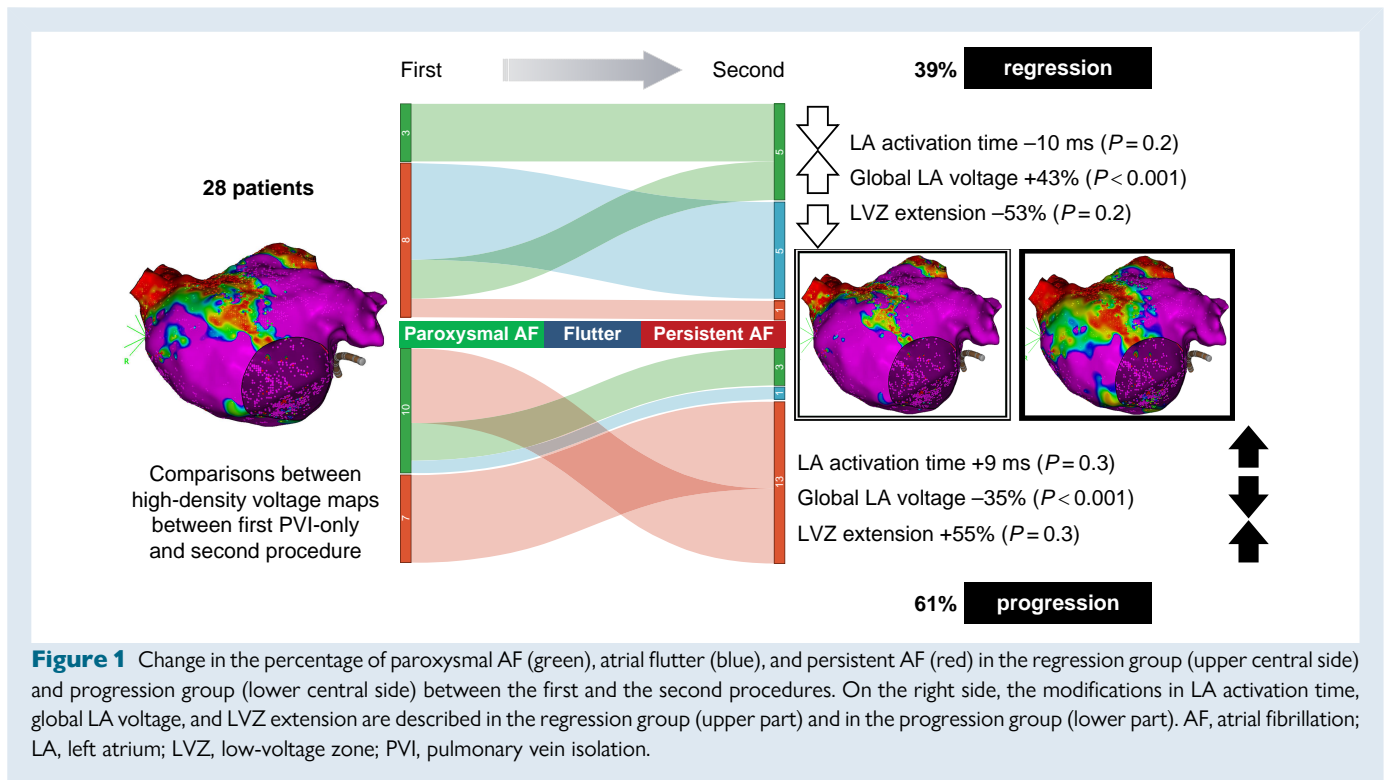 First
Second
39% regression
3
8
5
5
1
28 patients
LA activation time –10 ms (P = 0.2)
Global LA voltage +43% (P < 0.001)
LVZ extension –53% (P = 0.2)
R
Paroxysmal AF Flutter Persistent AF
10
7
3
1
13
Comparisons between
high-density voltage maps
between first PVI-only
and second procedure
LA activation time +9 ms (P = 0.3)
Global LA voltage –35% (P < 0.001)
LVZ extension +55% (P = 0.3)
61% progression
Figure 1 Change in the percentage of paroxysmal AF (green), atrial flutter (blue), and persistent AF (red) in the regression group (upper central side)
and progression group (lower central side) between the first and the second procedures. On the right side, the modifications in LA activation time,
global LA voltage, and LVZ extension are described in the regression group (upper part) and in the progression group (lower part). AF, atrial fibrillation;
LA, left atrium; LVZ, low-voltage zone; PVI, pulmonary vein isolation.